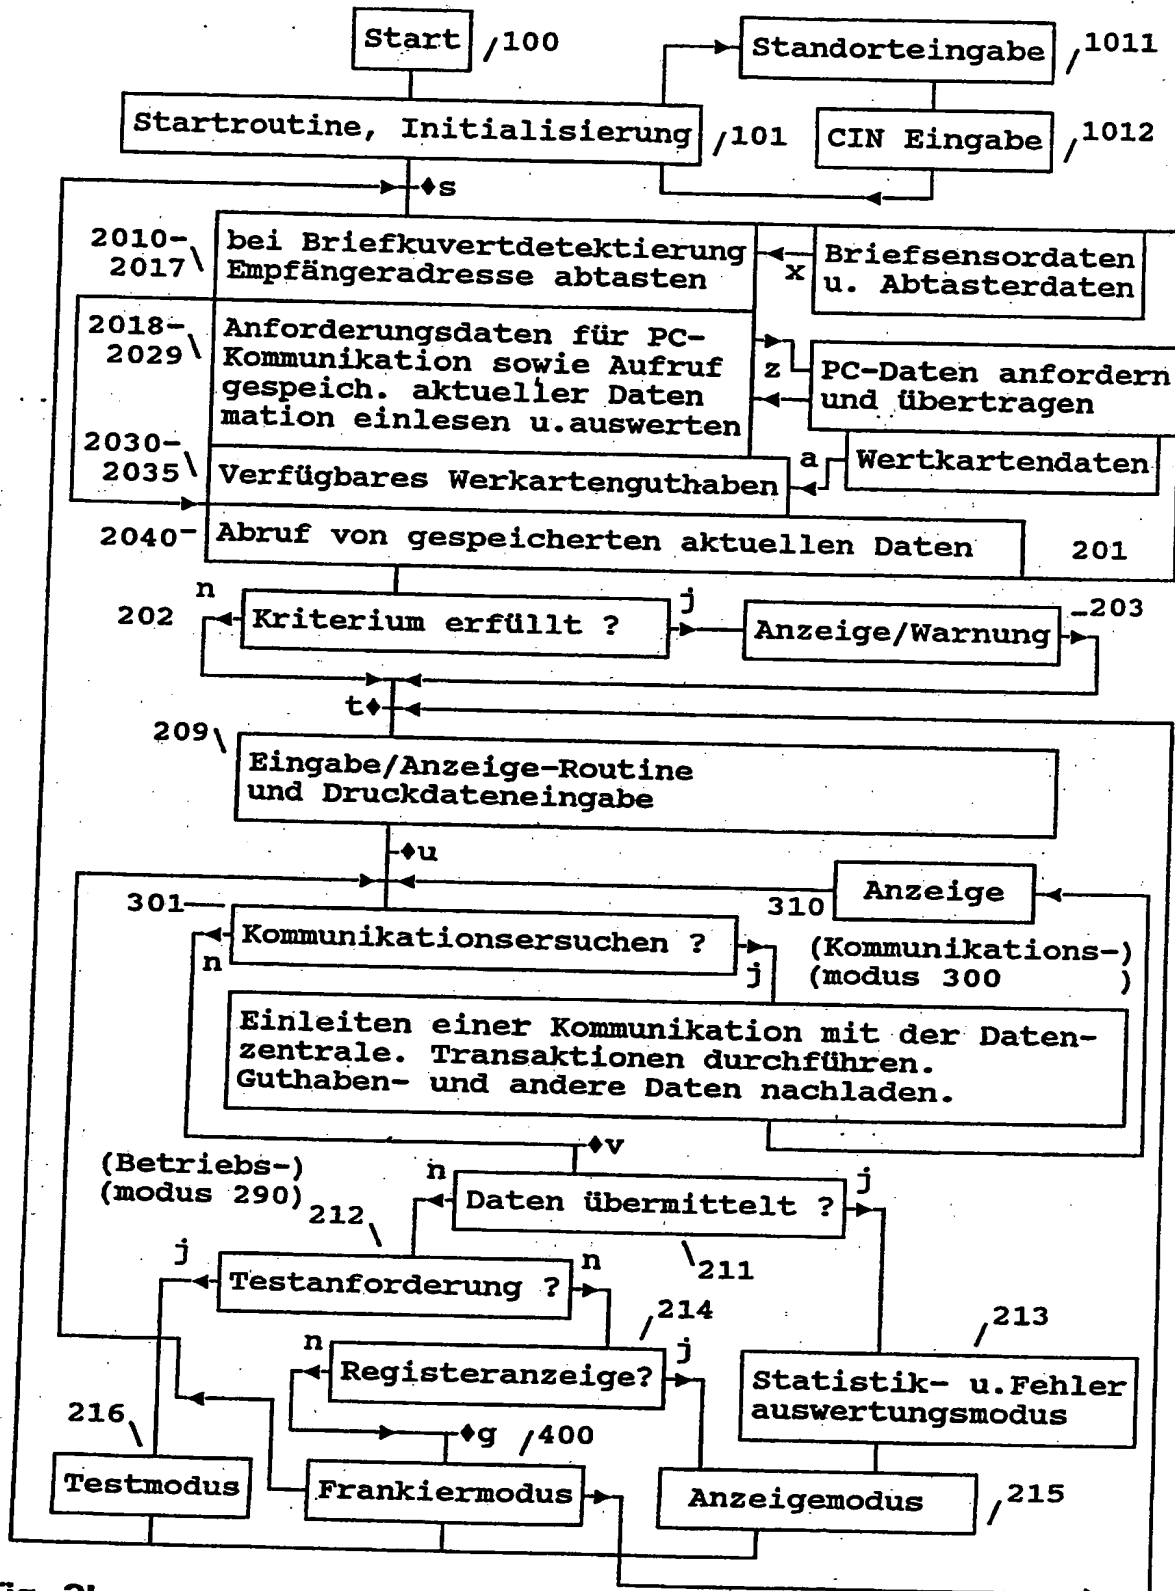 Start
/100
Standorteingabe
/1011
Startroutine, Initialisierung
/101
CIN Eingabe
/1012
♦s
2010-
2017
bei Briefkuvertdetektierung
Empfängeradresse abtasten
x
Briefsensordaten
u. Abtasterdaten
2018-
2029
Anforderungsdaten für PC-
Kommunikation sowie Aufruf
gespeich. aktueller Daten
mation einlesen u.auswerten
z
PC-Daten anfordern
und übertragen
2030-
2035
Verfügbares Werkartenguthaben
a
Wertkartendaten
2040-
Abruf von gespeicherten aktuellen Daten
201
n
202
Kriterium erfüllt ?
j
Anzeige/Warnung
203
t♦
209
Eingabe/Anzeige-Routine
und Druckdateneingabe
♦u
301
Kommunikationsersuchen ?
n
j
310
Anzeige
(Kommunikations-)
(modus 300 )
Einleiten einer Kommunikation mit der Daten-
zentrale. Transaktionen durchführen.
Guthaben- und andere Daten nachladen.
♦v
(Betriebs-)
(modus 290)
n
Daten übermittelt ?
j
211
212
j
Testanforderung ?
n
214
213
n
Registeranzeige?
j
Statistik- u.Fehler
auswertungsmodus
216
♦g
/400
Testmodus
Frankiermodus
Anzeigemodus
/215